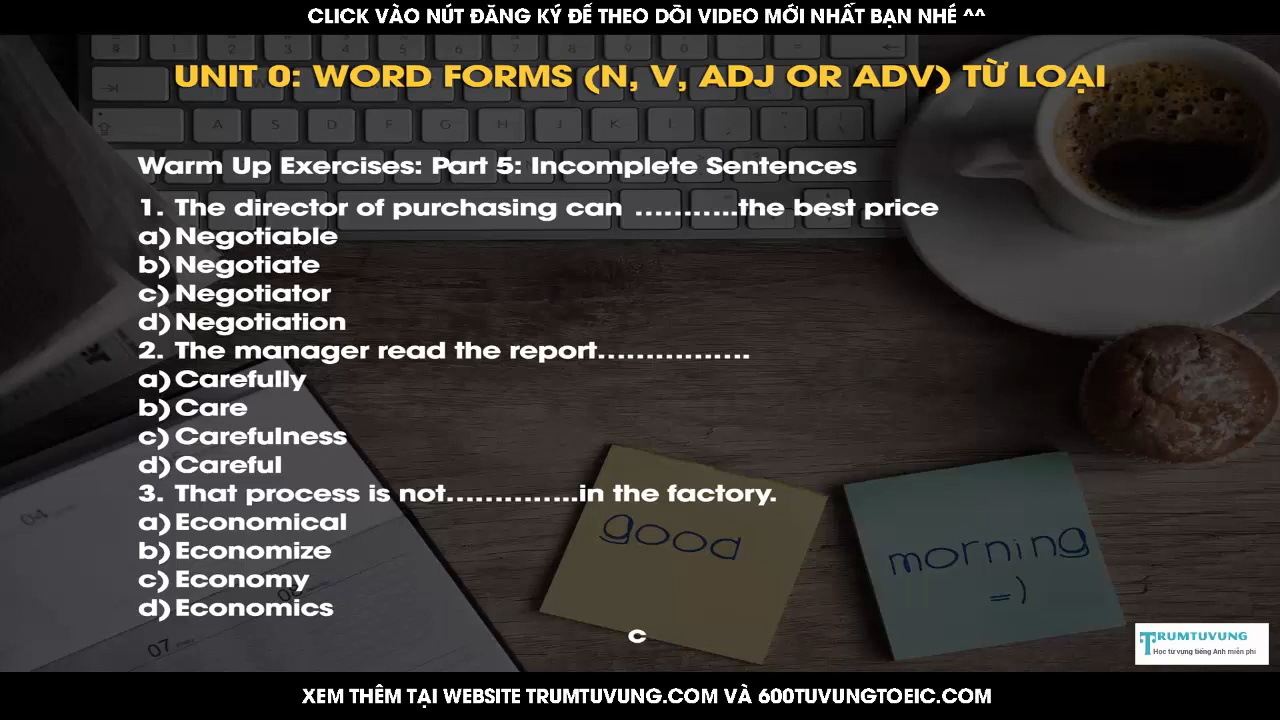 CLICK VÀO NÚT ĐĂNG KÝ ĐỂ THEO DÕI VIDEO MỚI NHẤT BẠN NHÉ ^^
UNIT 0: WORD FORMS (N, V, ADJ OR ADV) TỪ LOẠI
Warm Up Exercises: Part 5: Incomplete Sentences
1. The director of purchasing can ………..the best price
a) Negotiable
b) Negotiate
c) Negotiator
d) Negotiation
2. The manager read the report…………….
a) Carefully
b) Care
c) Carefulness
d) Careful
3. That process is not…………..in the factory.
a) Economical
b) Economize
c) Economy
d) Economics
C
good
morning
=)
04
07
TRUMTUVUNG
Học từ vựng tiếng Anh miễn phí
XEM THÊM TẠI WEBSITE TRUMTUVUNG.COM VÀ 600TUVUNGTOEIC.COM